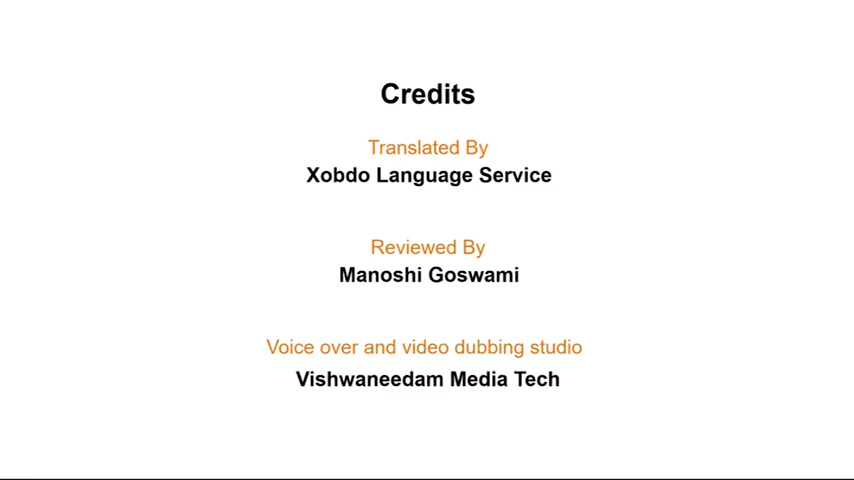 Credits
Translated By
Xobdo Language Service
Reviewed By
Manoshi Goswami
Voice over and video dubbing studio
Vishwaneedam Media Tech